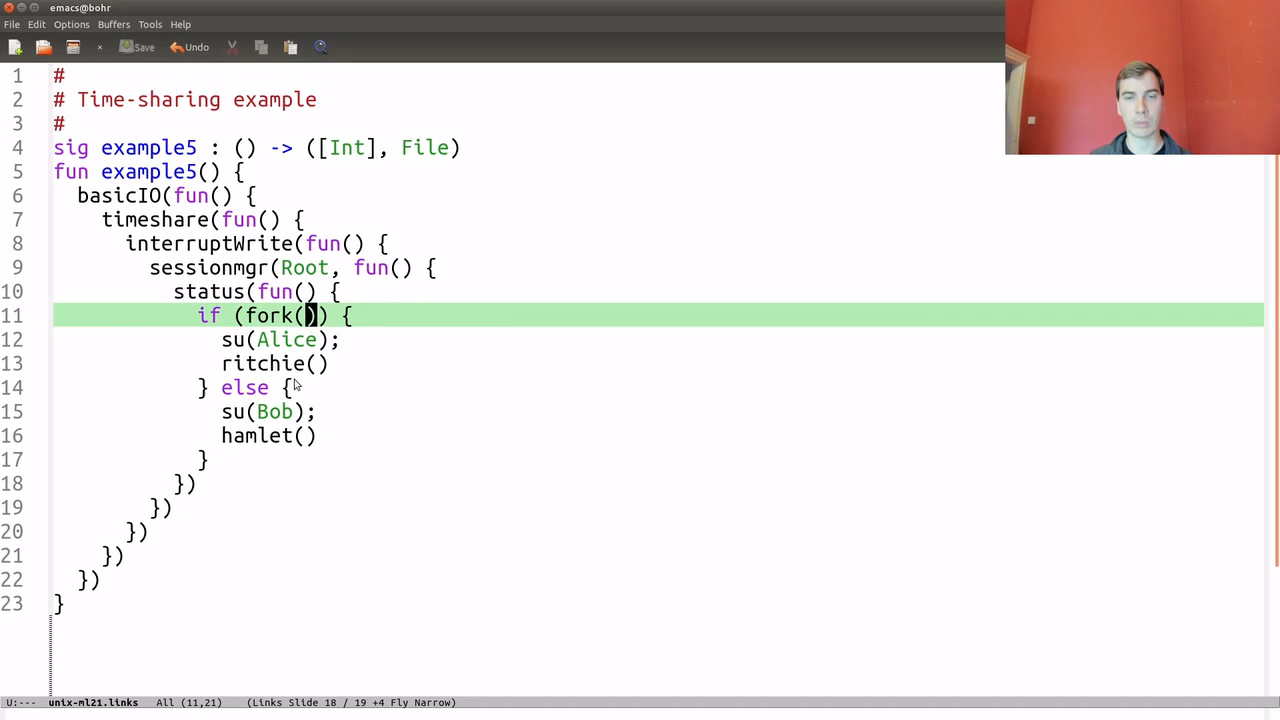 emacs@bohr
File Edit Options Buffers Tools Help
Save Undo
1 #
2 # Time-sharing example
3 #
4 sig example5 : () -> ([Int], File)
5 fun example5() {
6 basicIO(fun() {
7 timeshare(fun() {
8 interruptWrite(fun() {
9 sessionmgr(Root, fun() {
10 status(fun() {
11 if (fork()) {
12 su(Alice);
13 ritchie()
14 } else {
15 su(Bob);
16 hamlet()
17 }
18 })
19 })
20 })
21 })
22 })
23 }
U:--- unix-ml21.links All (11,21) (Links Slide 18 / 19 +4 Fly Narrow)